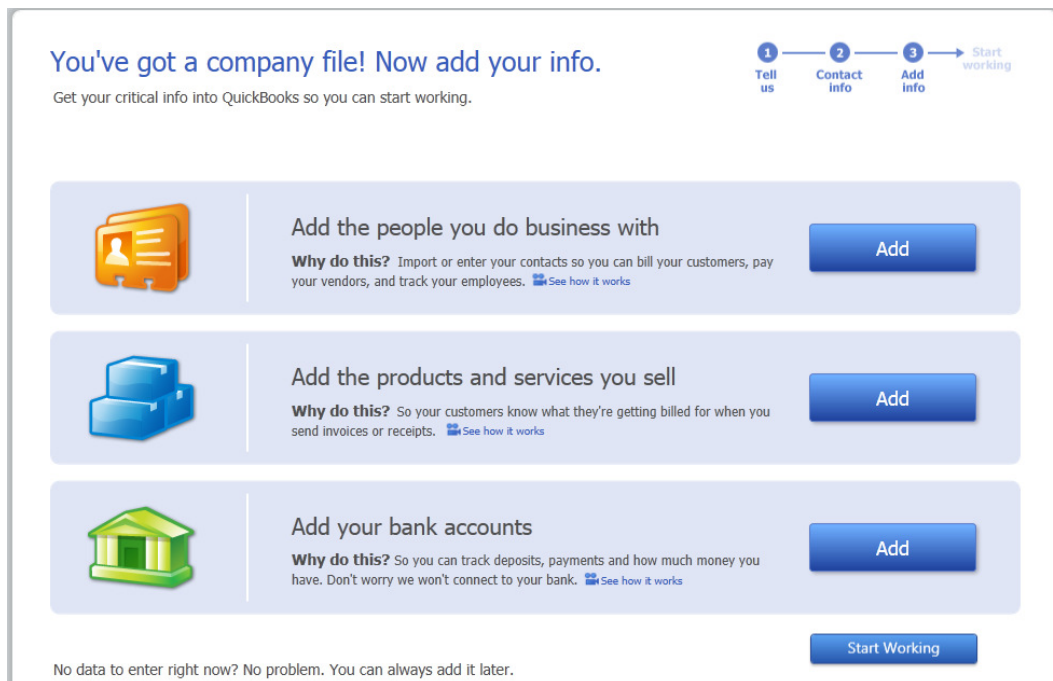 You've got a company file! Now add your info.
Get your critical info into QuickBooks so you can start working.
1 2 3 Start working
Tell us
Contact info
Add info
Add the people you do business with
Why do this? Import or enter your contacts so you can bill your customers, pay
your vendors, and track your employees. See how it works
Add
Add the products and services you sell
Why do this? So your customers know what they're getting billed for when you
send invoices or receipts. See how it works
Add
Add your bank accounts
Why do this? So you can track deposits, payments and how much money you
have. Don't worry we won't connect to your bank. See how it works
Add
Start Working
No data to enter right now? No problem. You can always add it later.